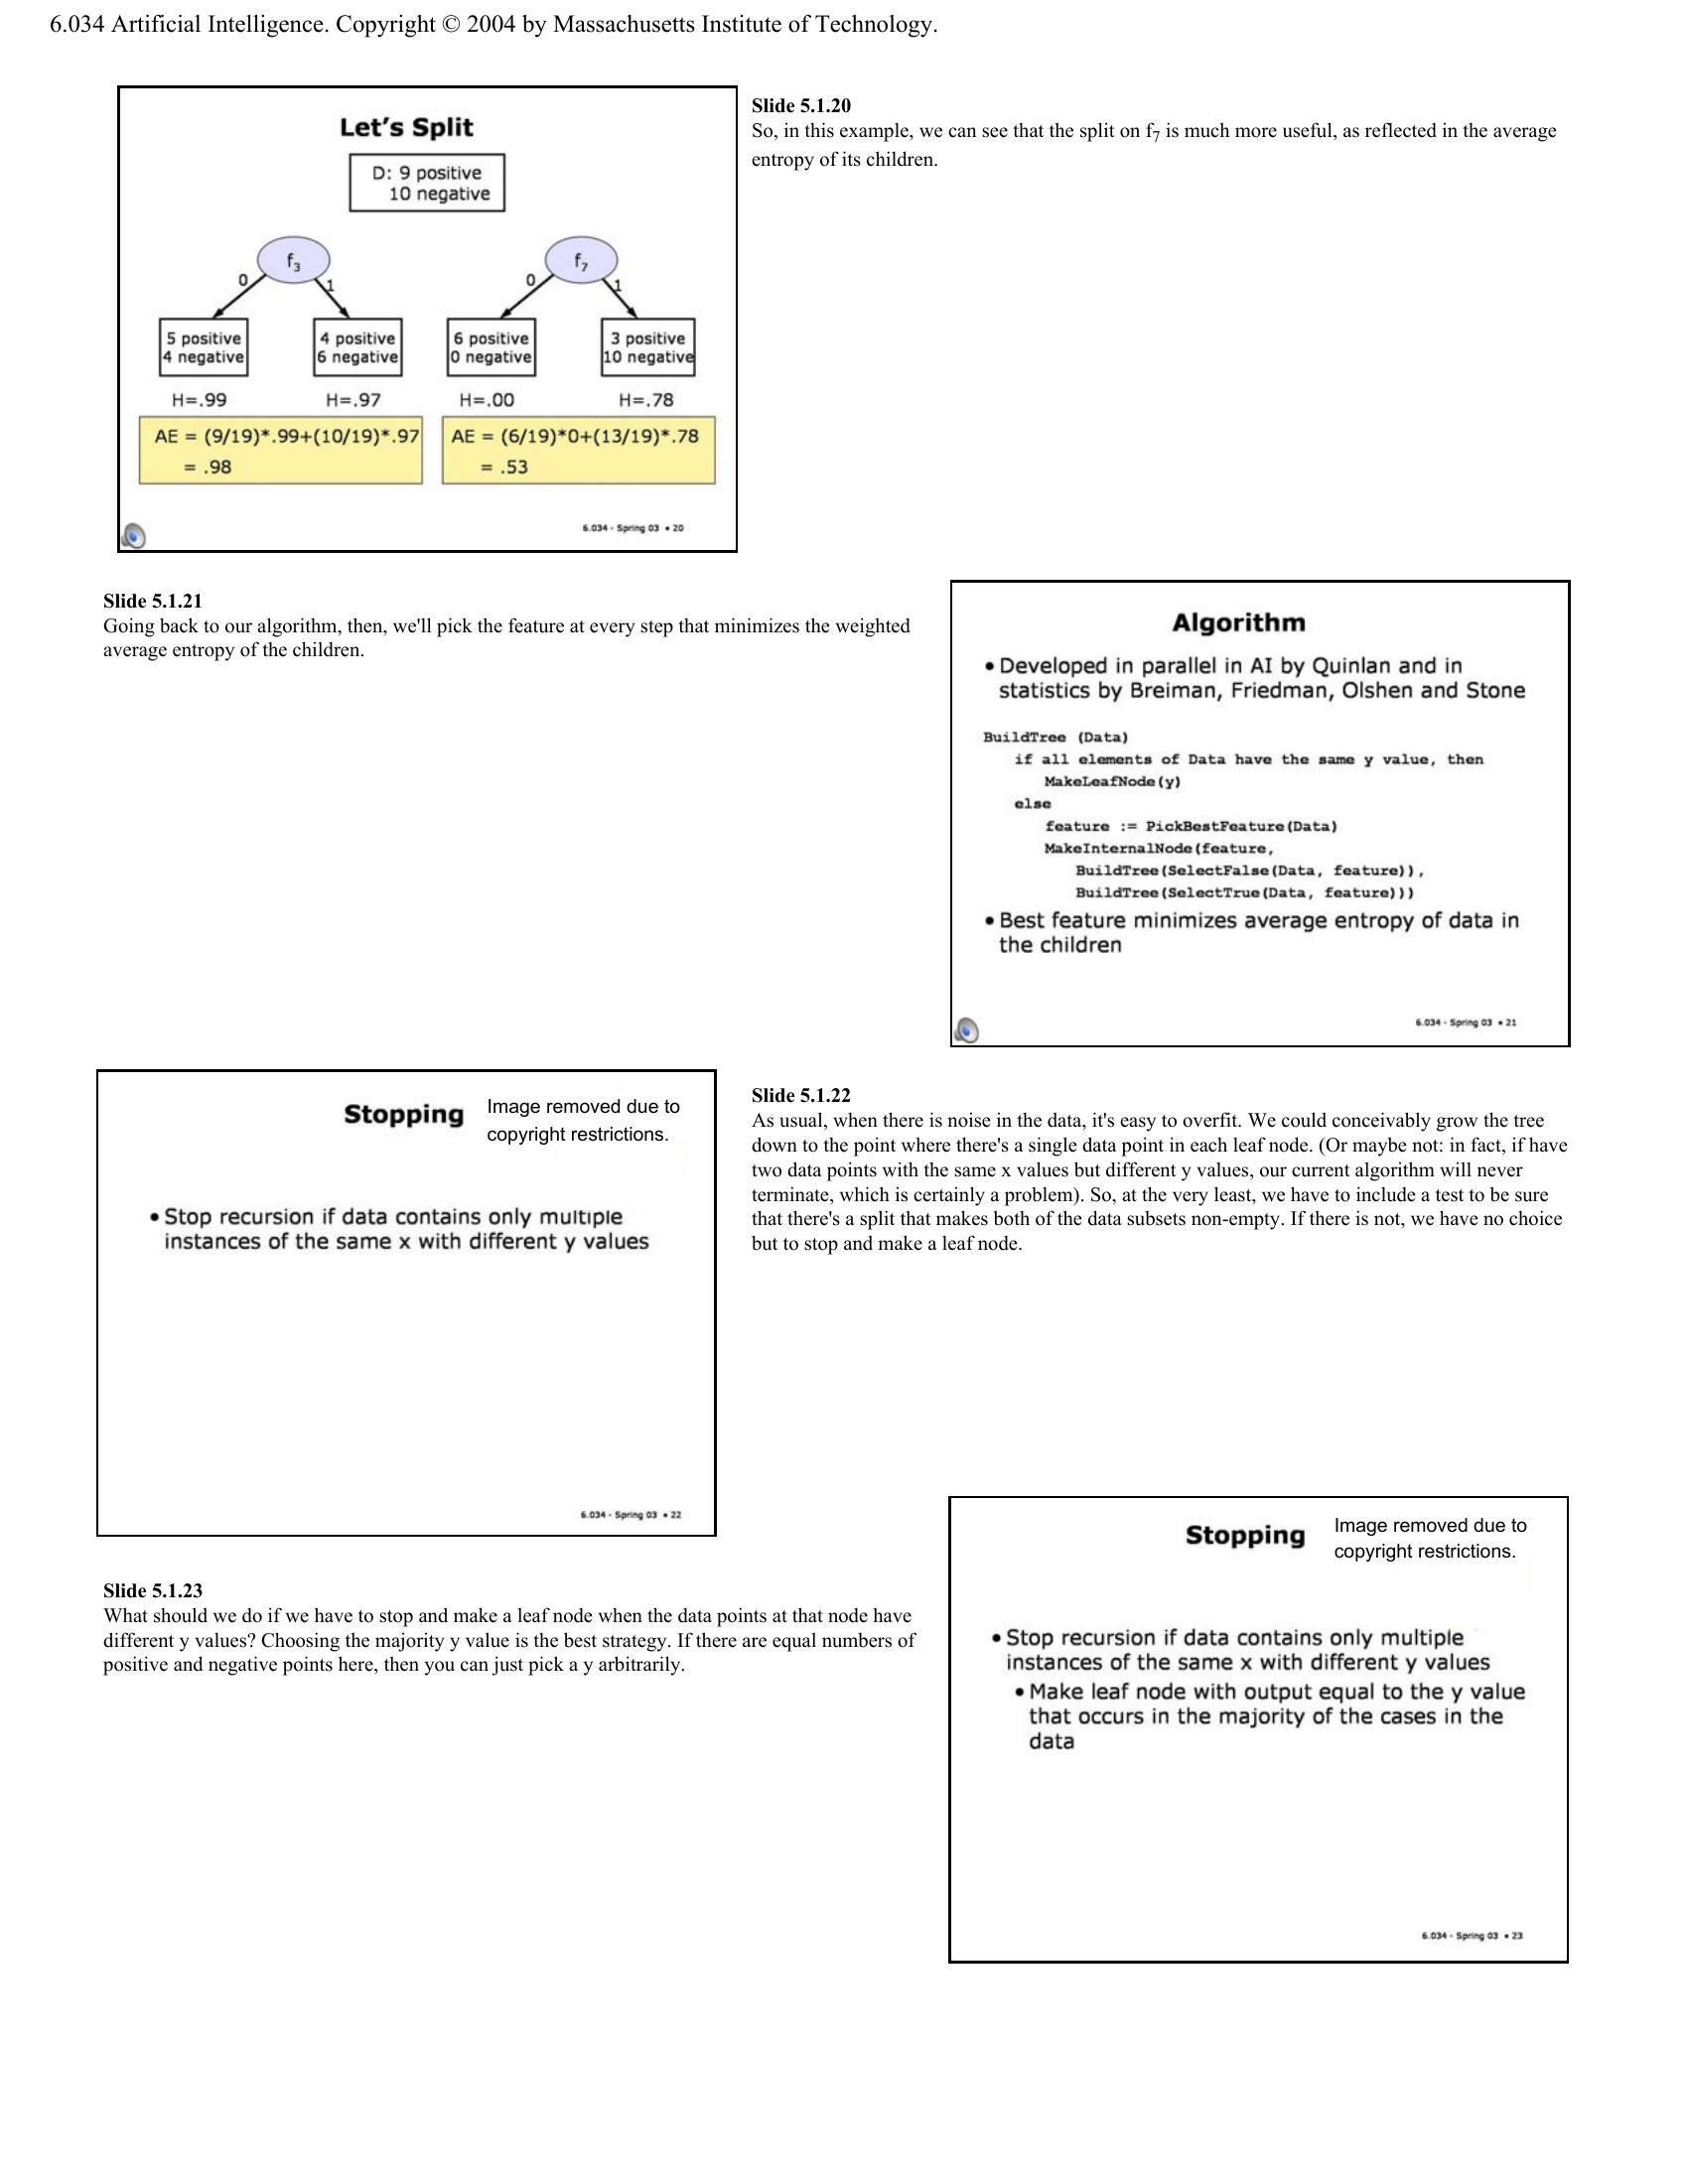 6.034 Artificial Intelligence. Copyright © 2004 by Massachusetts Institute of Technology.
Let's Split
D: 9 positive
10 negative
f3
f7
0
1
0
1
5 positive
4 negative
4 positive
6 negative
6 positive
0 negative
3 positive
10 negative
H=.99
H=.97
H=.00
H=.78
AE = (9/19)*.99+(10/19)*.97
= .98
AE = (6/19)*0+(13/19)*.78
= .53
6.034 - Spring 03 • 20
Slide 5.1.20
So, in this example, we can see that the split on f7 is much more useful, as reflected in the average
entropy of its children.
Slide 5.1.21
Going back to our algorithm, then, we'll pick the feature at every step that minimizes the weighted
average entropy of the children.
Algorithm
• Developed in parallel in AI by Quinlan and in
statistics by Breiman, Friedman, Olshen and Stone
BuildTree (Data)
if all elements of Data have the same y value, then
MakeLeafNode(y)
else
feature := PickBestFeature(Data)
MakeInternalNode(feature,
BuildTree(SelectFalse(Data, feature)),
BuildTree(SelectTrue(Data, feature)))
• Best feature minimizes average entropy of data in
the children
6.034 - Spring 03 • 21
Stopping
Image removed due to
copyright restrictions.
• Stop recursion if data contains only multiple
instances of the same x with different y values
6.034 - Spring 03 • 22
Slide 5.1.22
As usual, when there is noise in the data, it's easy to overfit. We could conceivably grow the tree
down to the point where there's a single data point in each leaf node. (Or maybe not: in fact, if have
two data points with the same x values but different y values, our current algorithm will never
terminate, which is certainly a problem). So, at the very least, we have to include a test to be sure
that there's a split that makes both of the data subsets non-empty. If there is not, we have no choice
but to stop and make a leaf node.
Slide 5.1.23
What should we do if we have to stop and make a leaf node when the data points at that node have
different y values? Choosing the majority y value is the best strategy. If there are equal numbers of
positive and negative points here, then you can just pick a y arbitrarily.
Stopping
Image removed due to
copyright restrictions.
• Stop recursion if data contains only multiple
instances of the same x with different y values
• Make leaf node with output equal to the y value
that occurs in the majority of the cases in the
data
6.034 - Spring 03 • 23